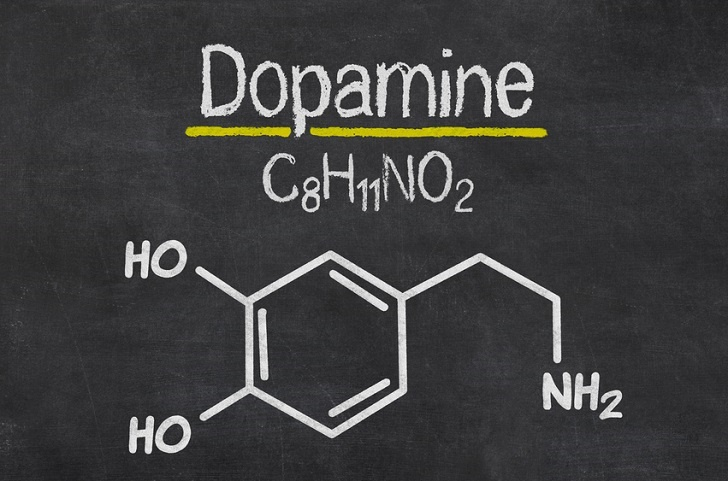 Dopamine
C₈H₁₁NO₂
HO
NH₂
HO